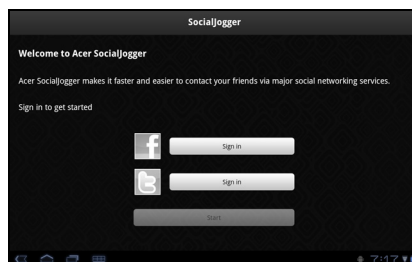 SocialJogger
Welcome to Acer SocialJogger
Acer SocialJogger makes it faster and easier to contact your friends via major social networking services.
Sign in to get started
f
Sign in
t
Sign in
Start
7:17